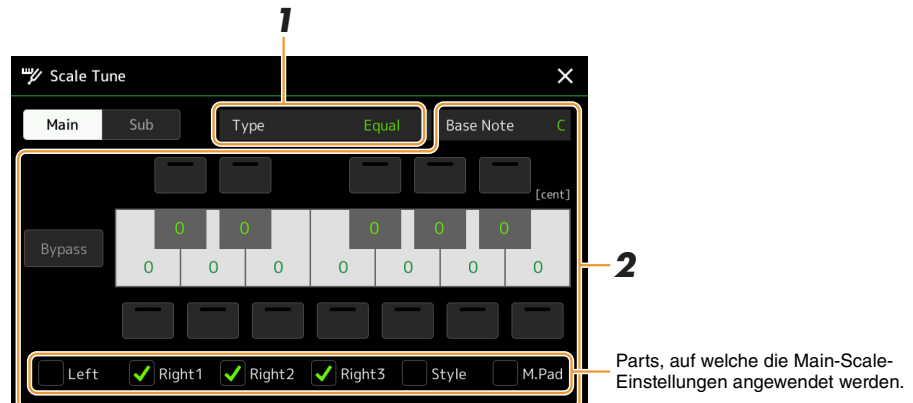 1
Scale Tune
Main Sub Type Equal Base Note C
[cent]
0 0 0 0 0
Bypass
0 0 0 0 0 0 0
2
Left Right1 Right2 Right3 Style M.Pad
Parts, auf welche die Main-Scale-
Einstellungen angewendet werden.